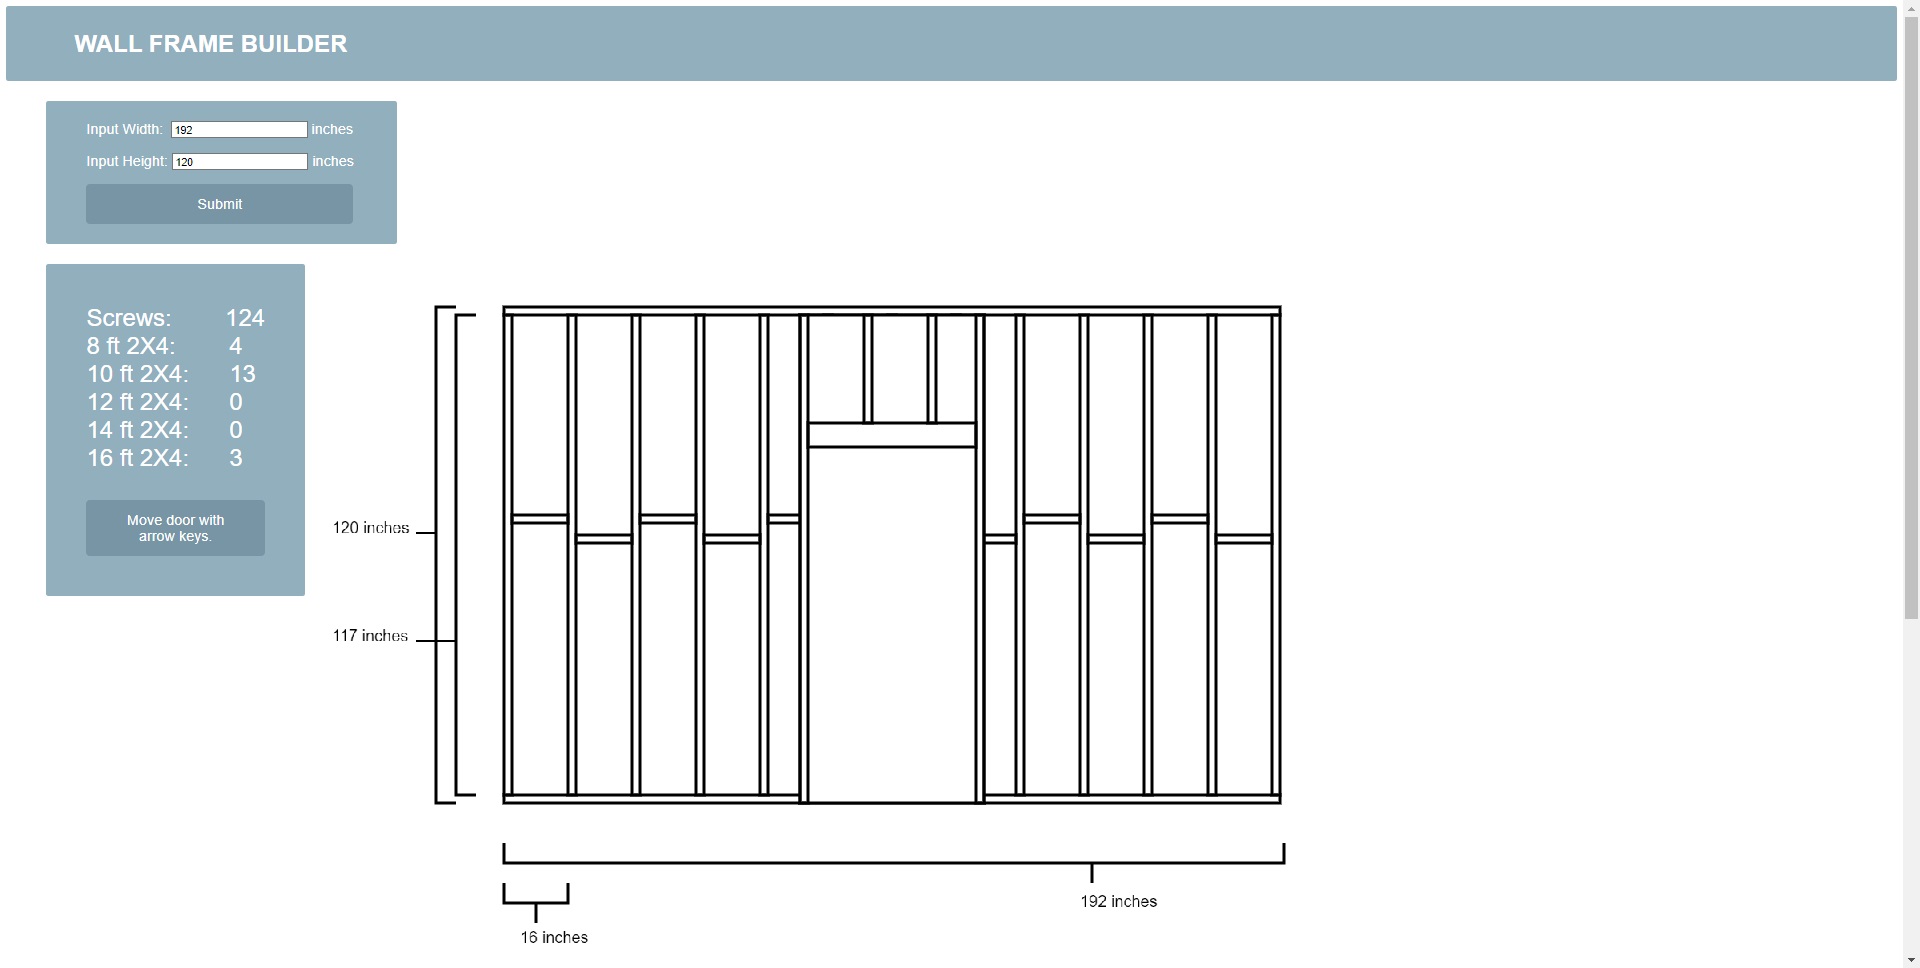 WALL FRAME BUILDER
Input Width: 192 inches
Input Height: 120 inches
Submit
Screws: 124
8 ft 2X4: 4
10 ft 2X4: 13
12 ft 2X4: 0
14 ft 2X4: 0
16 ft 2X4: 3
Move door with
arrow keys.
120 inches
117 inches
192 inches
16 inches